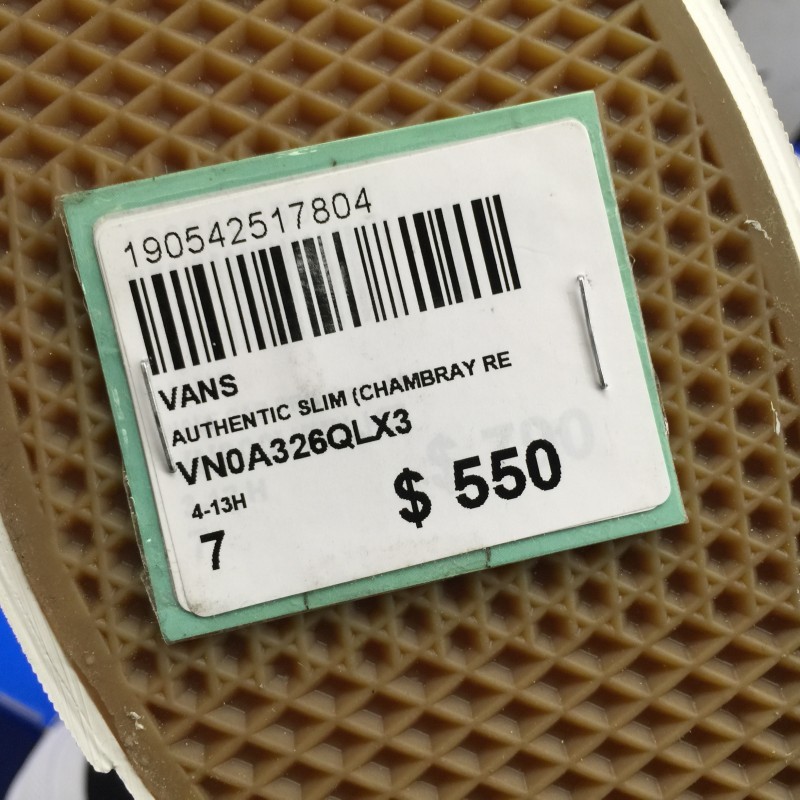 190542517804
VANS
AUTHENTIC SLIM (CHAMBRAY RE
VN0A326QLX3
4-13H
$ 550
7